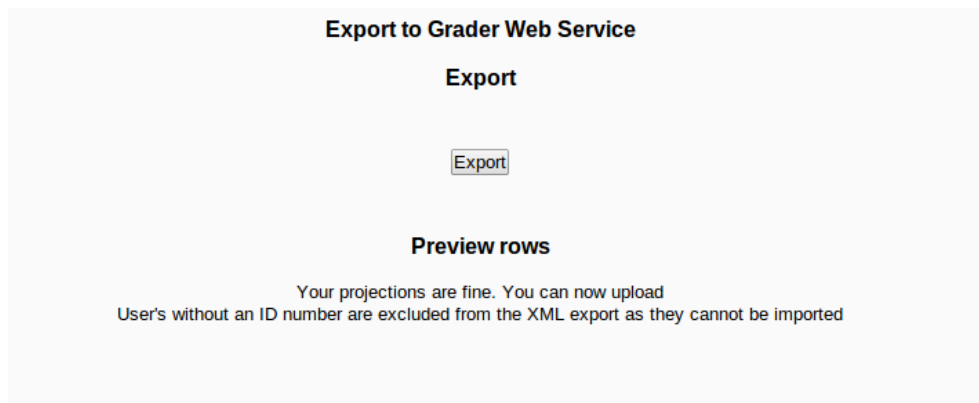 Export to Grader Web Service
Export
Export
Preview rows
Your projections are fine. You can now upload
User's without an ID number are excluded from the XML export as they cannot be imported